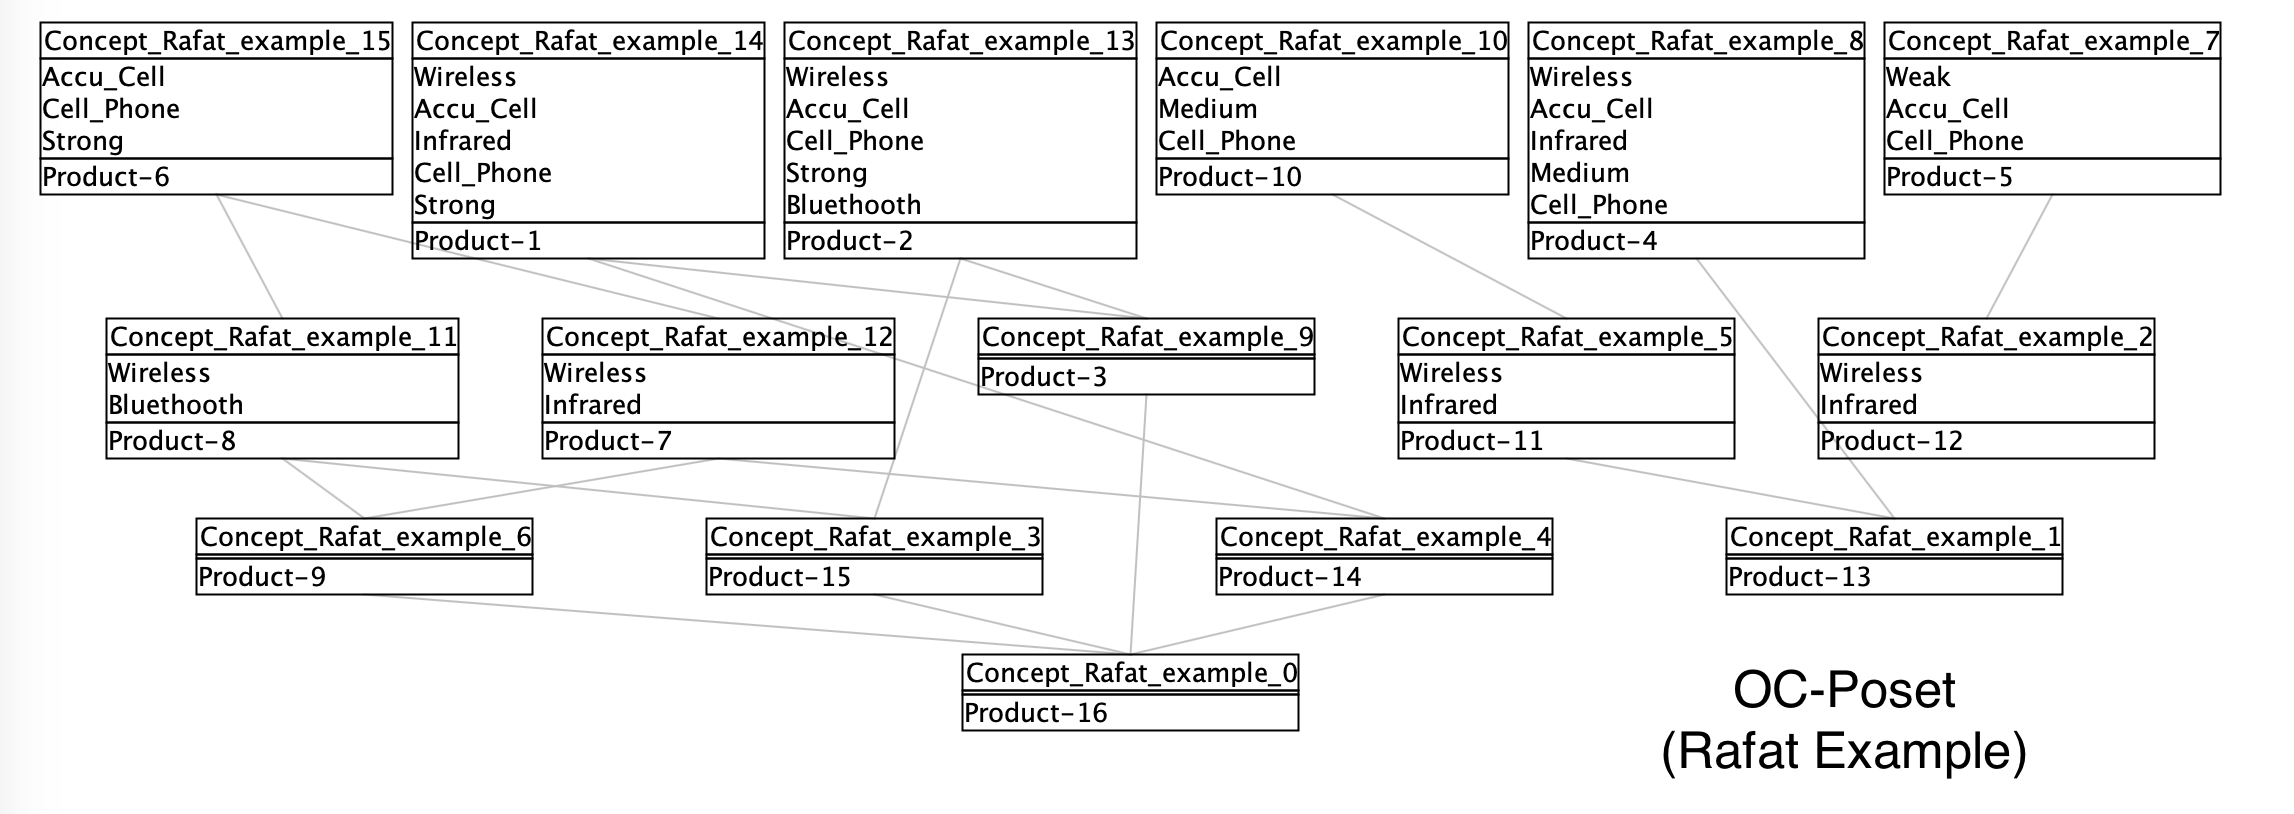 Concept_Rafat_example_15
Accu_Cell
Cell_Phone
Strong
Product-6
Concept_Rafat_example_14
Wireless
Accu_Cell
Infrared
Cell_Phone
Strong
Product-1
Concept_Rafat_example_13
Wireless
Accu_Cell
Cell_Phone
Strong
Bluethooth
Product-2
Concept_Rafat_example_10
Accu_Cell
Medium
Cell_Phone
Product-10
Concept_Rafat_example_8
Wireless
Accu_Cell
Infrared
Medium
Cell_Phone
Product-4
Concept_Rafat_example_7
Weak
Accu_Cell
Cell_Phone
Product-5
Concept_Rafat_example_11
Wireless
Bluethooth
Product-8
Concept_Rafat_example_12
Wireless
Infrared
Product-7
Concept_Rafat_example_9
Product-3
Concept_Rafat_example_5
Wireless
Infrared
Product-11
Concept_Rafat_example_2
Wireless
Infrared
Product-12
Concept_Rafat_example_6
Product-9
Concept_Rafat_example_3
Product-15
Concept_Rafat_example_4
Product-14
Concept_Rafat_example_1
Product-13
Concept_Rafat_example_0
Product-16
OC-Poset
(Rafat Example)